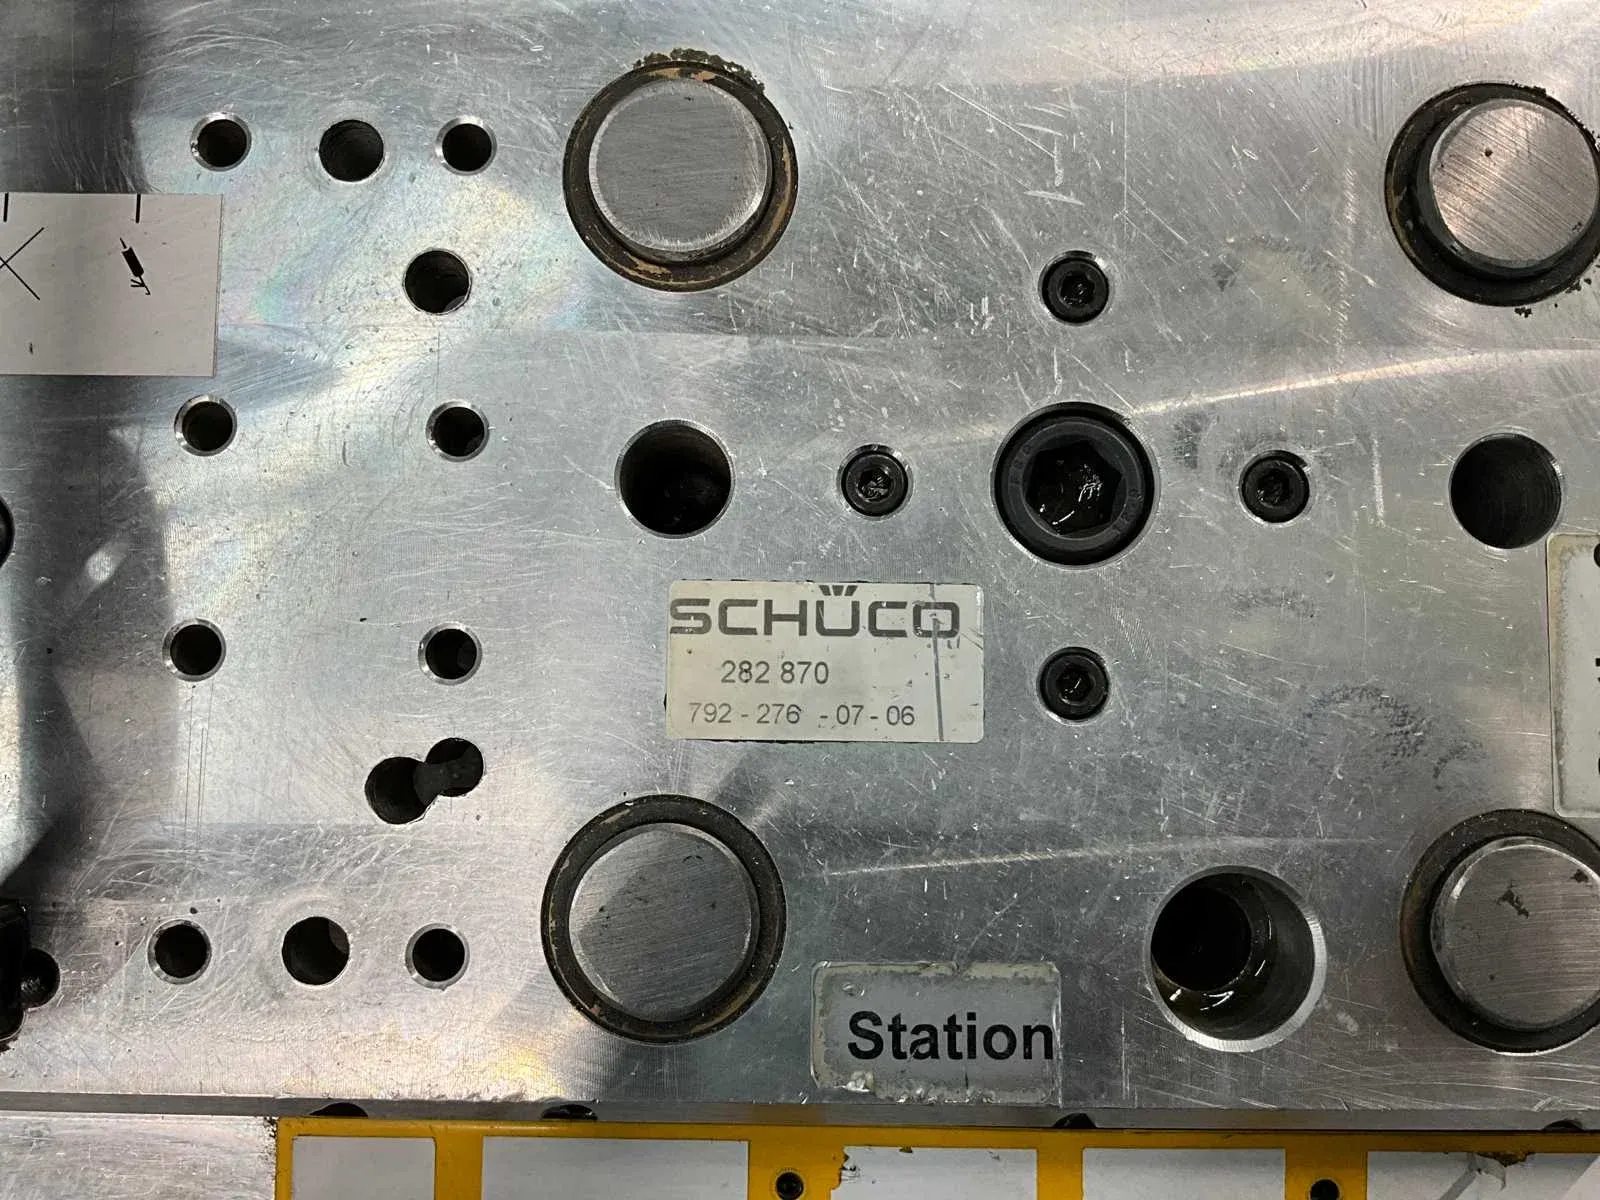 SCHÜCO
282 870
792 - 276 - 07 - 06
Station